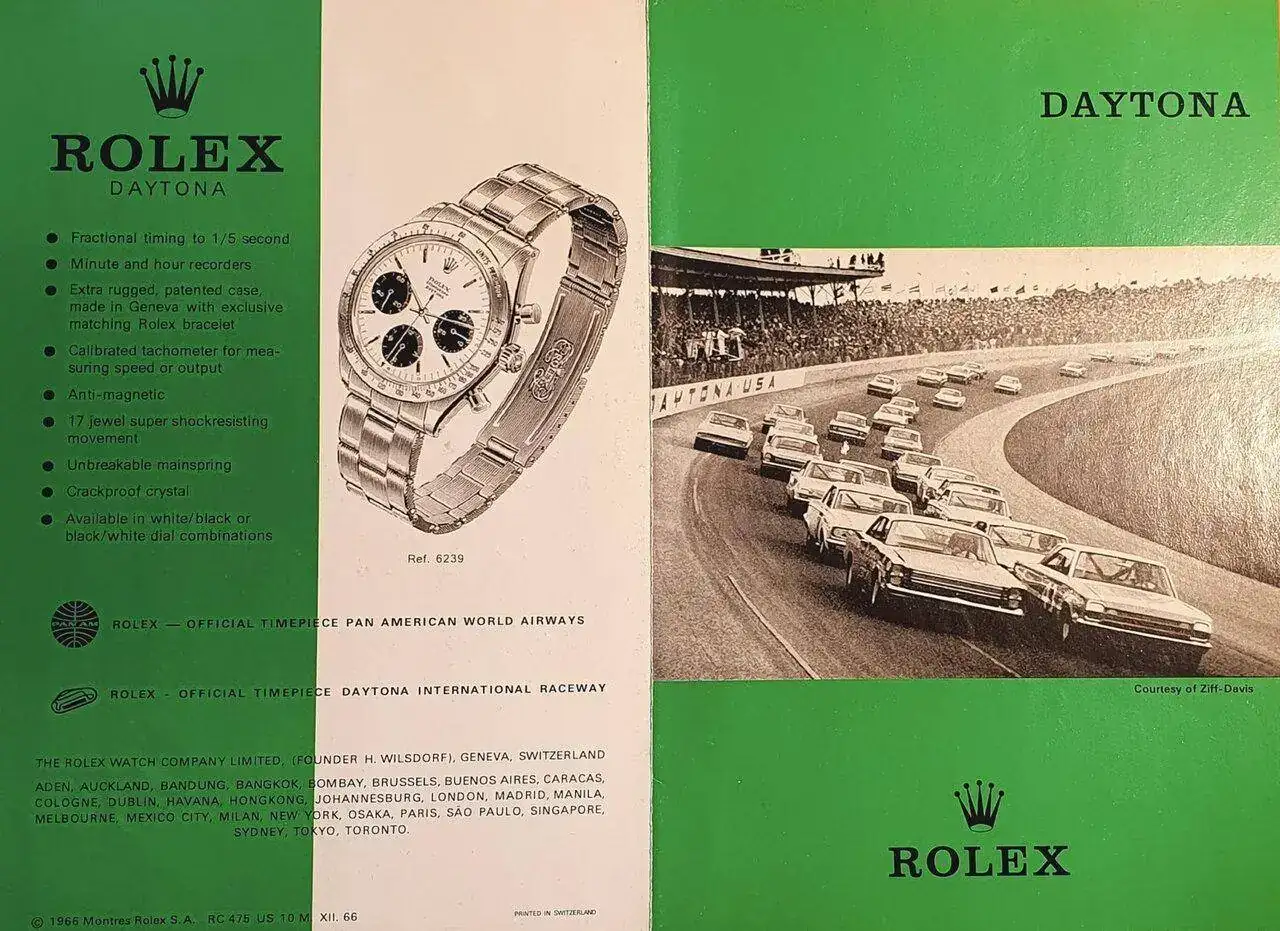 ROLEX
DAYTONA
Fractional timing to 1/5 second
Minute and hour recorders
Extra rugged, patented case,
made in Geneva with exclusive
matching Rolex bracelet
Calibrated tachometer for mea-
suring speed or output
Anti-magnetic
17 jewel super shockresisting
movement
Unbreakable mainspring
Crackproof crystal
Available in white/black or
black/white dial combinations
ROLEX
UNITS PER HOUR
Ref. 6239
PAN AM
ROLEX — OFFICIAL TIMEPIECE PAN AMERICAN WORLD AIRWAYS
ROLEX - OFFICIAL TIMEPIECE DAYTONA INTERNATIONAL RACEWAY
THE ROLEX WATCH COMPANY LIMITED, (FOUNDER H. WILSDORF), GENEVA, SWITZERLAND
ADEN, AUCKLAND, BANDUNG, BANGKOK, BOMBAY, BRUSSELS, BUENOS AIRES, CARACAS,
COLOGNE, DUBLIN, HAVANA, HONGKONG, JOHANNESBURG, LONDON, MADRID, MANILA,
MELBOURNE, MEXICO CITY, MILAN, NEW YORK, OSAKA, PARIS, SÃO PAULO, SINGAPORE,
SYDNEY, TOKYO, TORONTO.
© 1966 Montres Rolex S.A. RC 475 US 10 M. XII. 66
PRINTED IN SWITZERLAND
DAYTONA
DAYTONA USA
Courtesy of Ziff-Davis
ROLEX